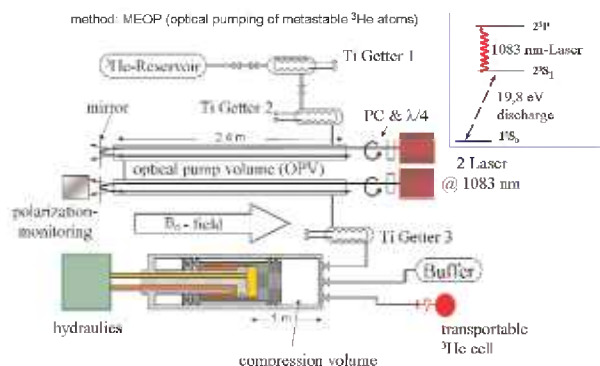 method: MEOP (optical pumping of metastable ³He atoms)
2³P
1083 nm-Laser
2³S₁
19,8 eV
discharge
1¹S₀
Ti Getter 1
³He-Reservoir
Ti Getter 2
mirror
PC & λ/4
2.4 m
optical pump volume (OPV)
2 Laser
@ 1083 nm
polarization-
monitoring
B₀ - field
Ti Getter 3
Buffer
hydraulics
1 m
transportable
³He cell
compression volume